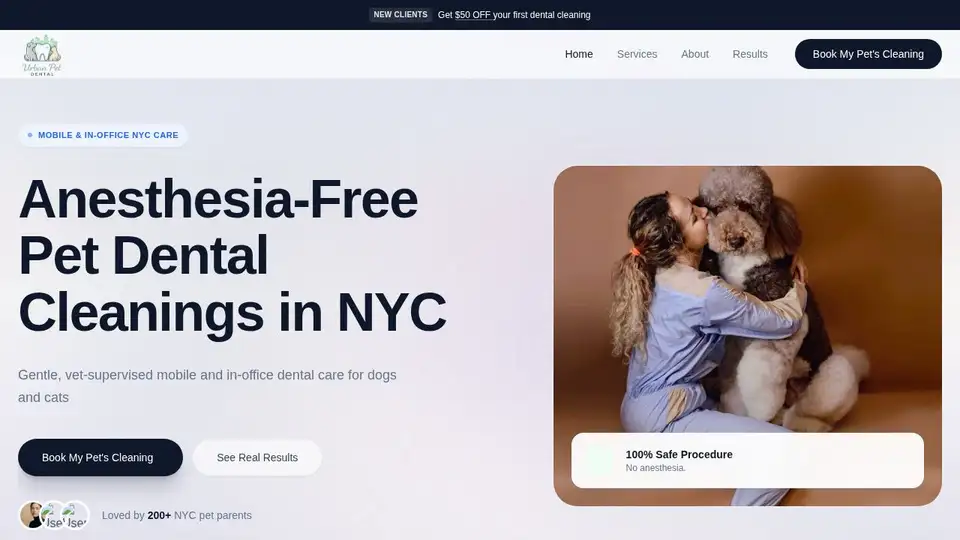 NEW CLIENTS Get $50 OFF your first dental cleaning
Urban Pet
DENTAL
Home Services About Results Book My Pet's Cleaning
MOBILE & IN-OFFICE NYC CARE
Anesthesia-Free
Pet Dental
Cleanings in NYC
Gentle, vet-supervised mobile and in-office dental care for dogs
and cats
Book My Pet's Cleaning See Real Results
100% Safe Procedure
No anesthesia.
Loved by 200+ NYC pet parents